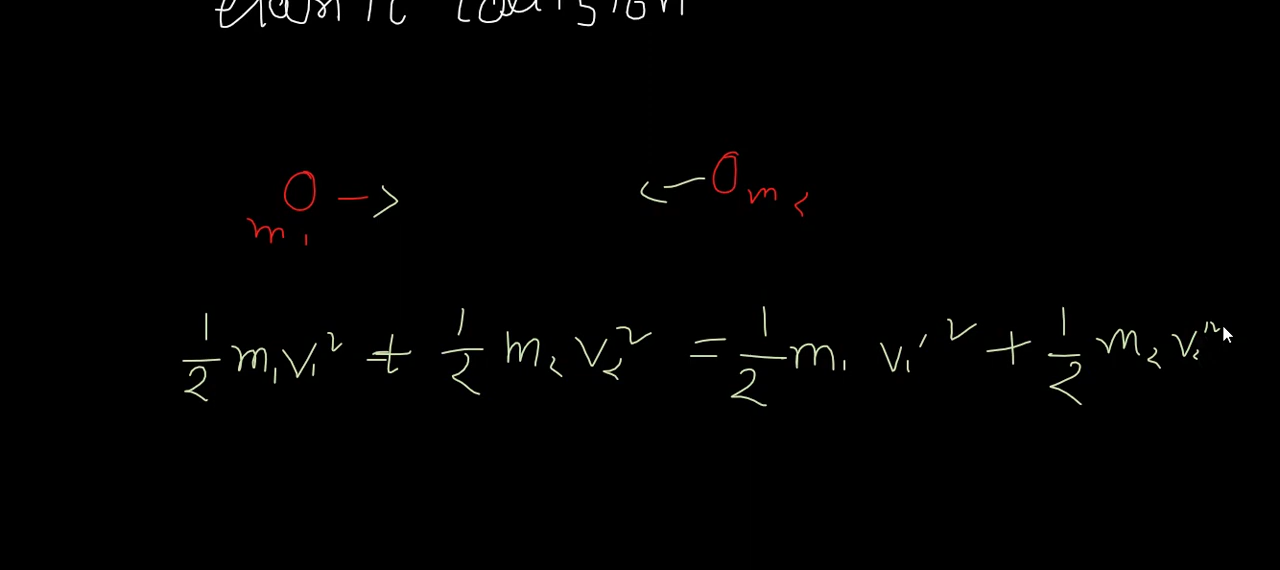 elastic collision
m₁ O → ← O m₂
½ m₁v₁² + ½ m₂v₂² = ½ m₁ v₁'² + ½ m₂ v₂'²